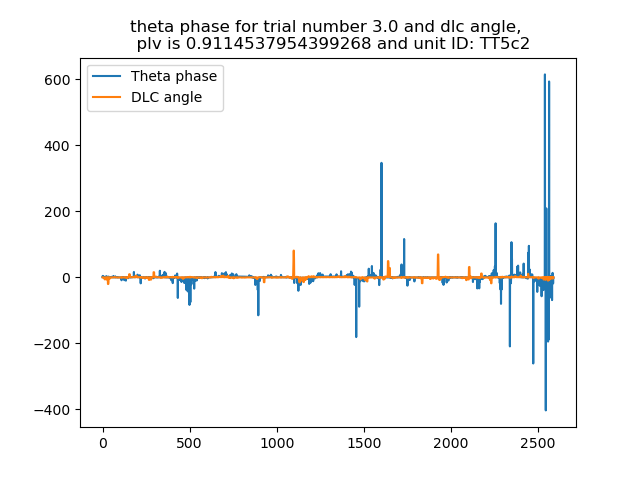 theta phase for trial number 3.0 and dlc angle,
plv is 0.9114537954399268 and unit ID: TT5c2
Theta phase
DLC angle
600
400
200
0
−200
−400
0 500 1000 1500 2000 2500